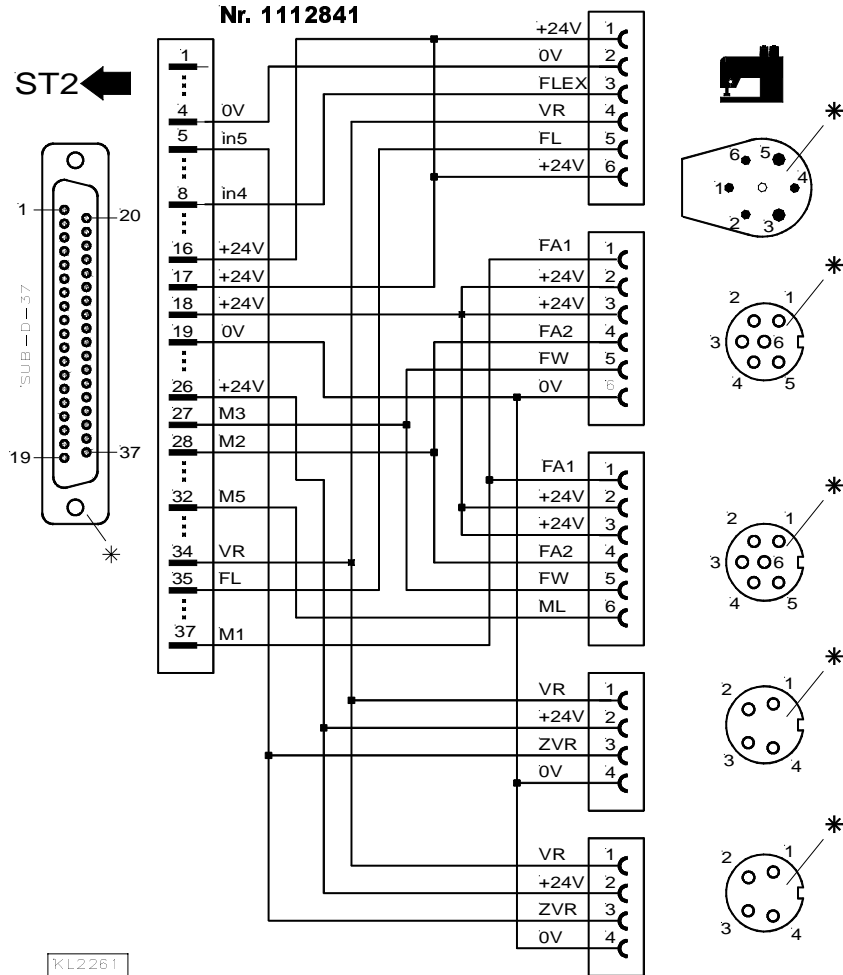 Nr. 1112841
ST2
SUB-D-37
1
20
19
37
1
4 0V
5 in5
8 in4
16 +24V
17 +24V
18 +24V
19 0V
26 +24V
27 M3
28 M2
32 M5
34 VR
35 FL
37 M1
+24V 1
0V 2
FLEX 3
VR 4
FL 5
+24V 6
FA1 1
+24V 2
+24V 3
FA2 4
FW 5
0V 6
FA1 1
+24V 2
+24V 3
FA2 4
FW 5
ML 6
VR 1
+24V 2
ZVR 3
0V 4
VR 1
+24V 2
ZVR 3
0V 4
*
6 5
1 4
2 3
*
2 1
3 6
4 5
*
2 1
3 6
4 5
*
2 1
3 4
*
2 1
3 4
*
KL2261